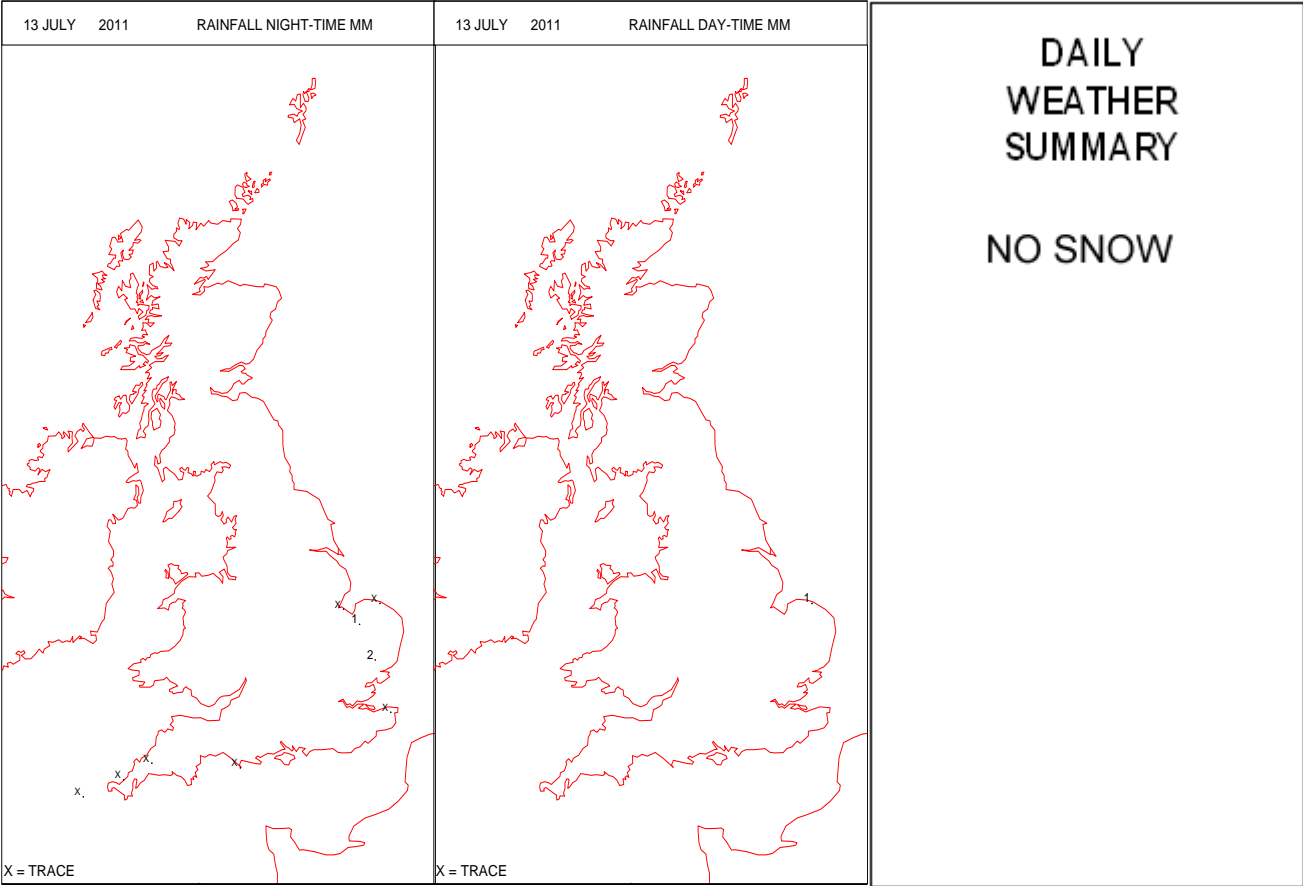 13 JULY 2011 RAINFALL NIGHT-TIME MM
X.
X.
1.
2.
X.
X.
X.
X.
X.
X = TRACE
13 JULY 2011 RAINFALL DAY-TIME MM
1.
X = TRACE
DAILY
WEATHER
SUMMARY
NO SNOW